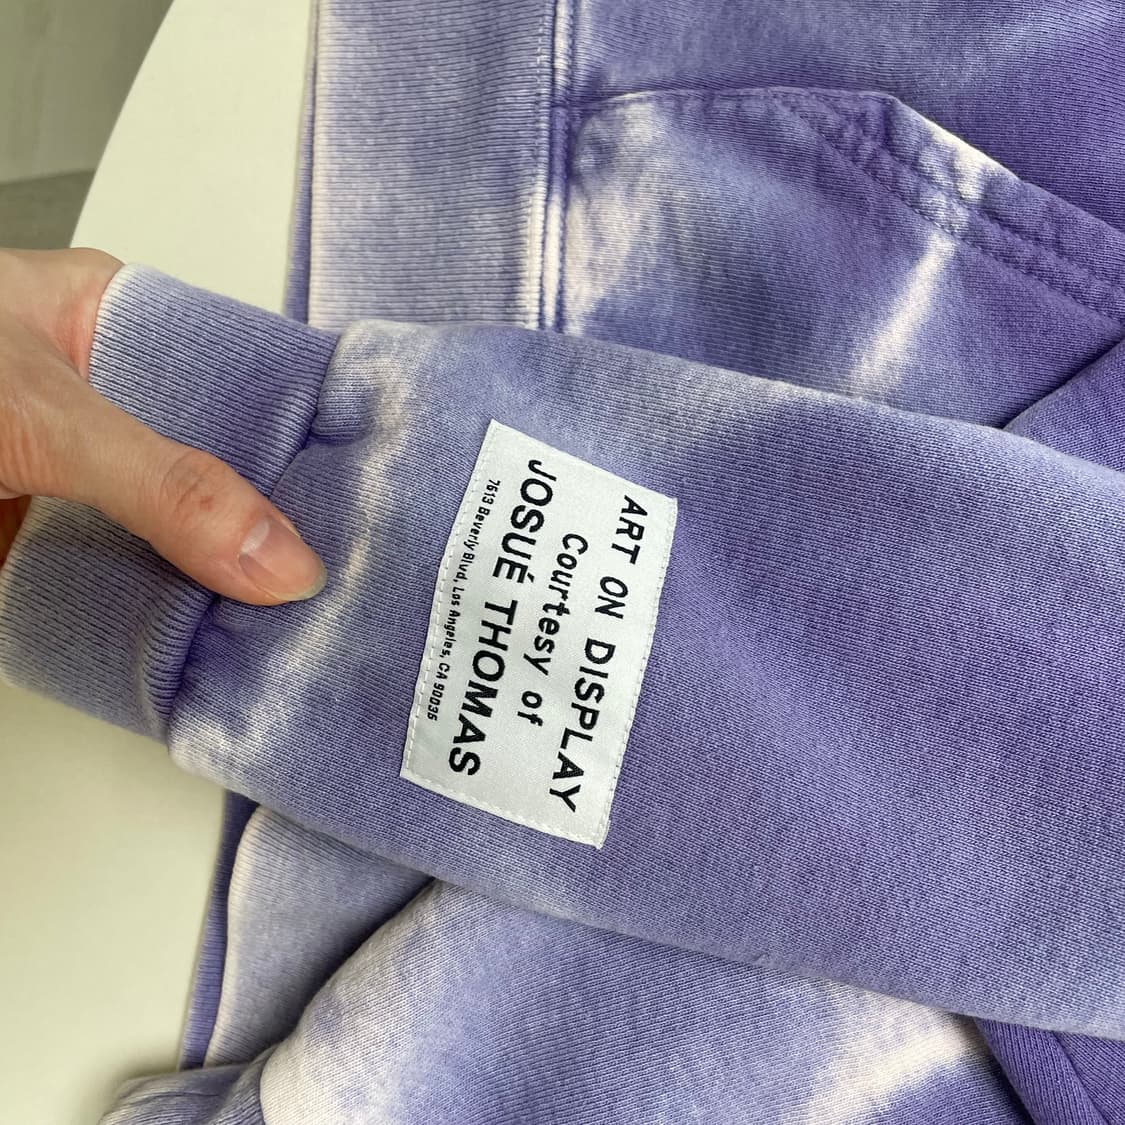 ART ON DISPLAY
Courtesy of
JOSUÉ THOMAS
7613 Beverly Blvd, Los Angeles, CA 90036